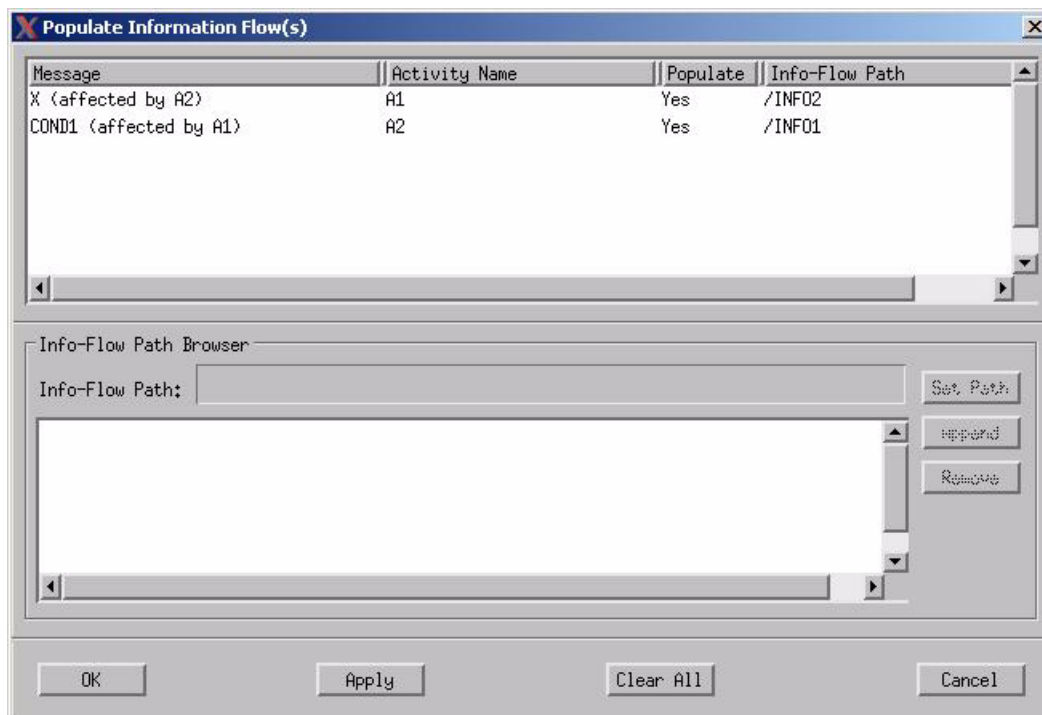 Populate Information Flow(s)
Message Activity Name Populate Info-Flow Path
X (affected by A2) A1 Yes /INFO2
COND1 (affected by A1) A2 Yes /INFO1
Info-Flow Path Browser
Info-Flow Path: Set Path
Append
Remove
OK Apply Clear All Cancel